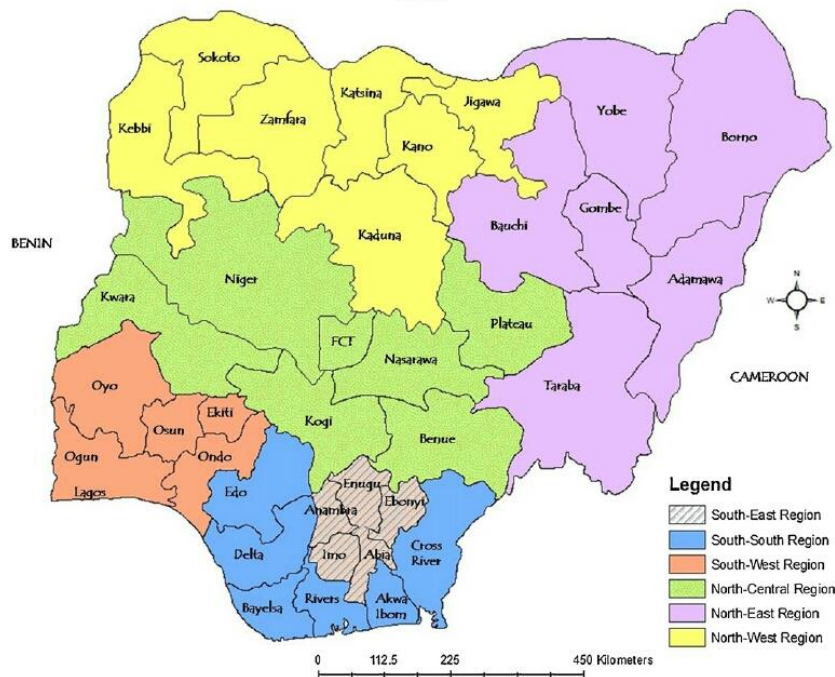 Sokoto
Katsina
Jigawa
Yobe
Borno
Kebbi
Zamfara
Kano
Bauchi
Gombe
Kaduna
BENIN
Niger
Adamawa
Kwara
N
W
E
S
Plateau
FCT
Nasarawa
CAMEROON
Taraba
Oyo
Ekiti
Osun
Kogi
Benue
Ogun
Ondo
Lagos
Edo
Enugu
Anambra
Ebonyi
Delta
Imo
Abia
Cross
River
Bayelsa
Rivers
Akwa
Ibom
Legend
South-East Region
South-South Region
South-West Region
North-Central Region
North-East Region
North-West Region
0 112.5 225 450 Kilometers